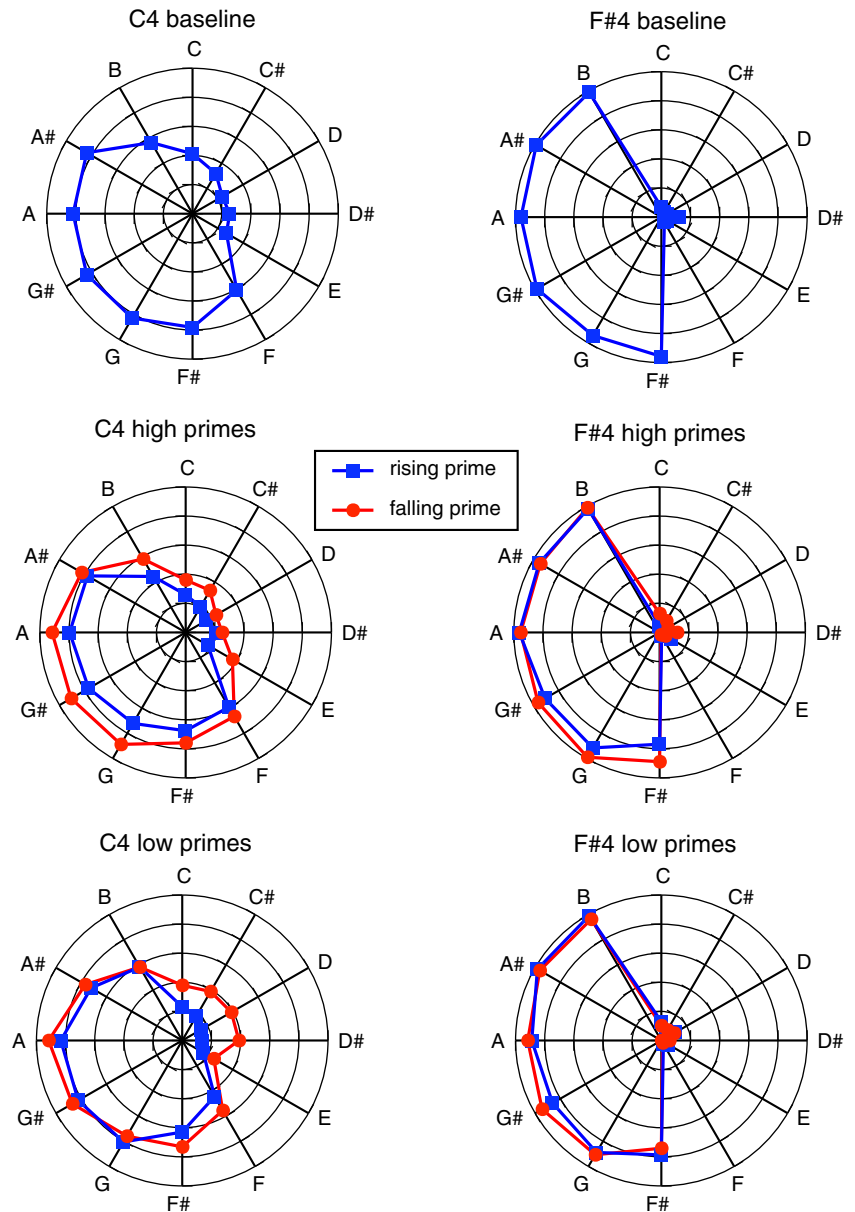 C4 baseline
C
C#
D
D#
E
F
F#
G
G#
A
A#
B
F#4 baseline
C
C#
D
D#
E
F
F#
G
G#
A
A#
B
C4 high primes
C
C#
D
D#
E
F
F#
G
G#
A
A#
B
rising prime
falling prime
F#4 high primes
C
C#
D
D#
E
F
F#
G
G#
A
A#
B
C4 low primes
C
C#
D
D#
E
F
F#
G
G#
A
A#
B
F#4 low primes
C
C#
D
D#
E
F
F#
G
G#
A
A#
B